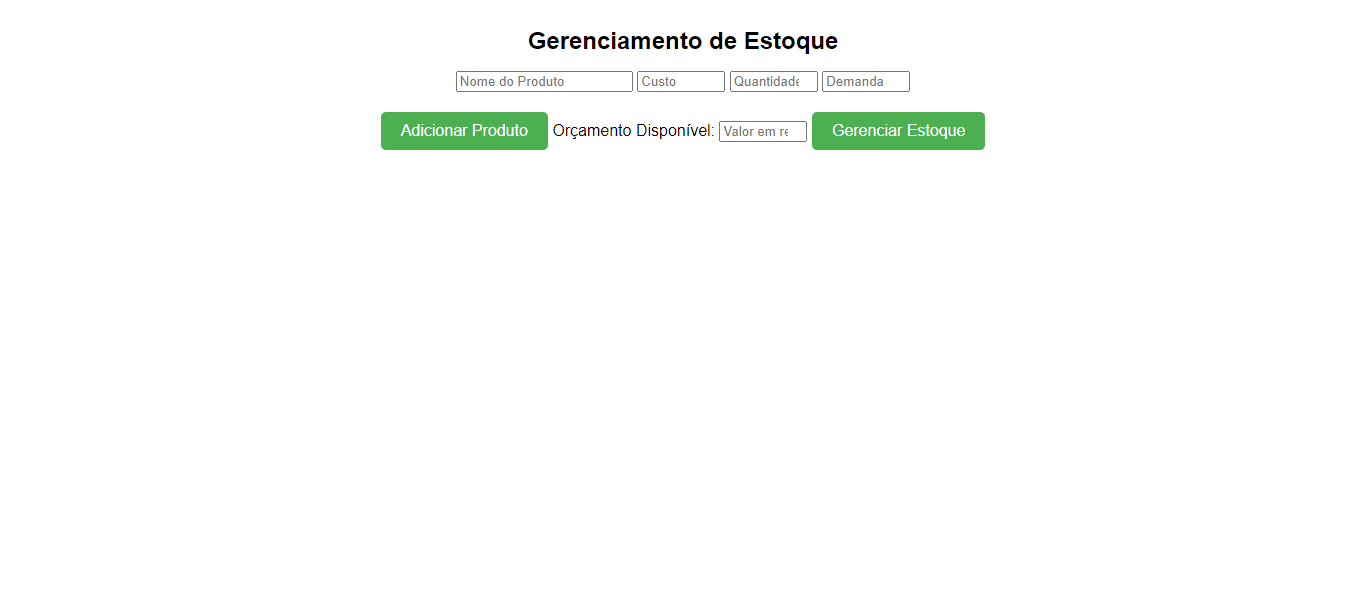 Gerenciamento de Estoque
Nome do Produto Custo Quantidade Demanda
Adicionar Produto Orçamento Disponível: Valor em re Gerenciar Estoque